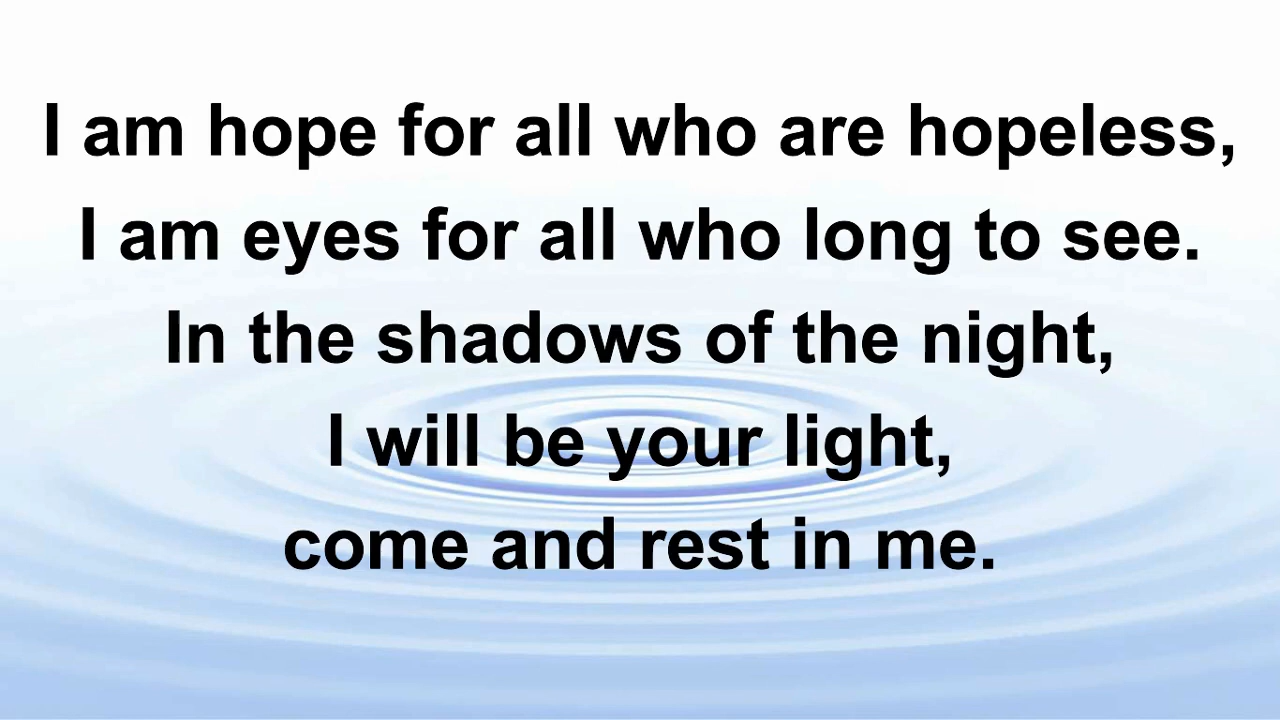 I am hope for all who are hopeless,
I am eyes for all who long to see.
In the shadows of the night,
I will be your light,
come and rest in me.